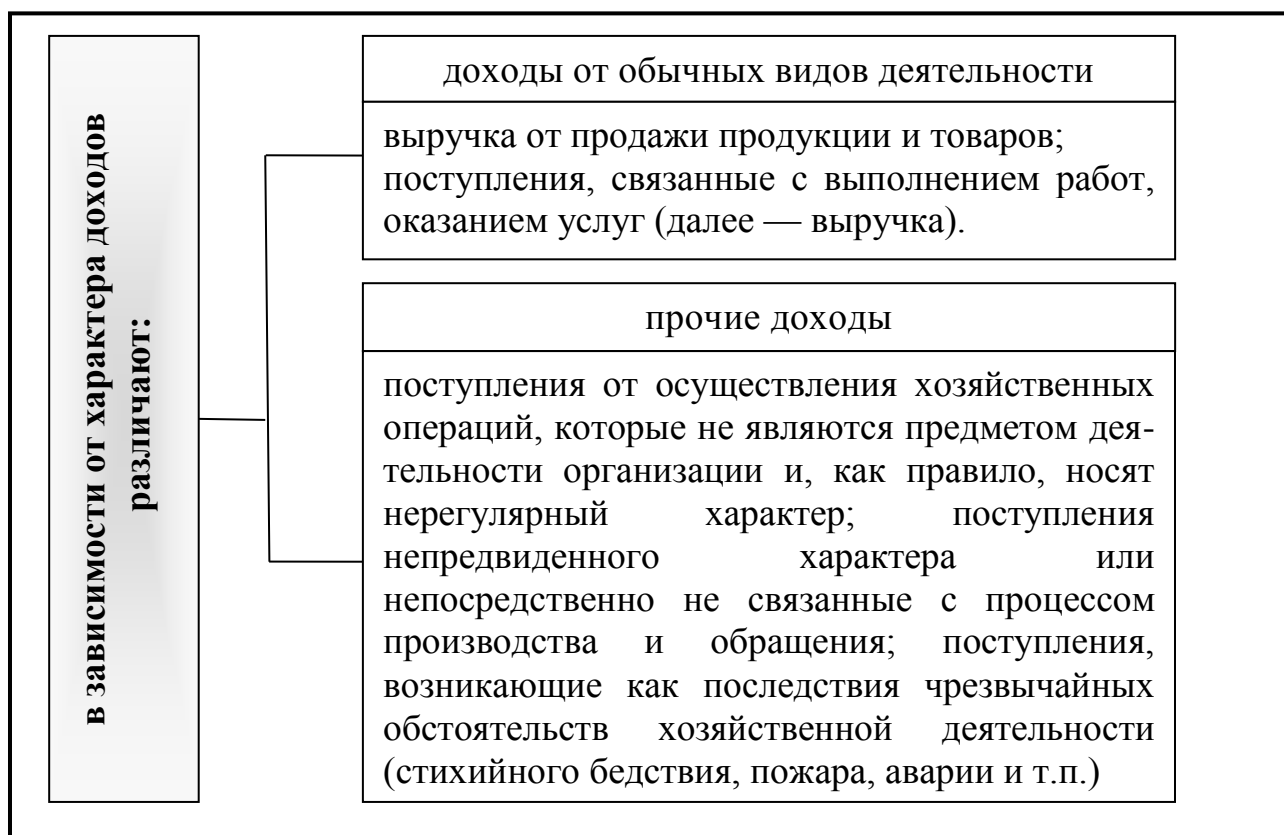 в зависимости от характера доходов
различают:
доходы от обычных видов деятельности
выручка от продажи продукции и товаров;
поступления, связанные с выполнением работ,
оказанием услуг (далее — выручка).
прочие доходы
поступления от осуществления хозяйственных
операций, которые не являются предметом дея-
тельности организации и, как правило, носят
нерегулярный характер; поступления
непредвиденного характера или
непосредственно не связанные с процессом
производства и обращения; поступления,
возникающие как последствия чрезвычайных
обстоятельств хозяйственной деятельности
(стихийного бедствия, пожара, аварии и т.п.)